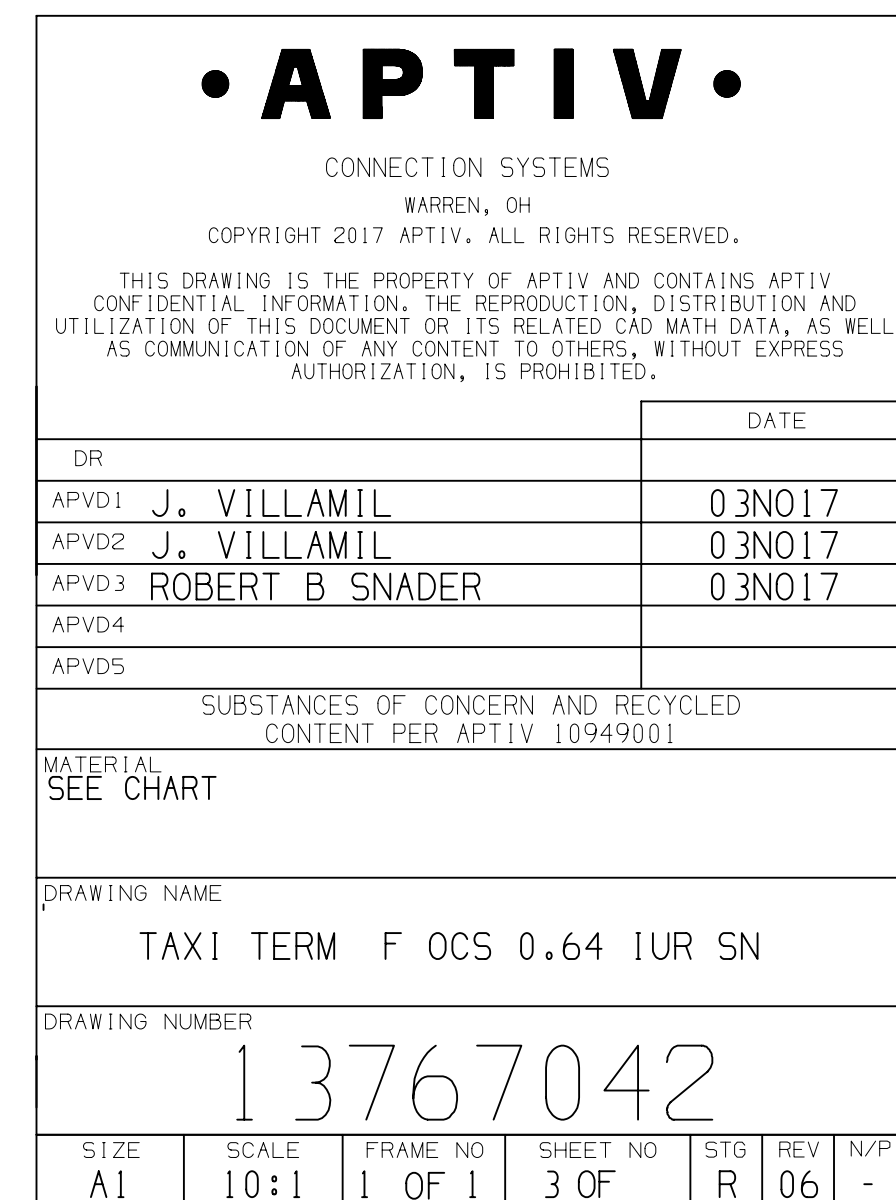 •APTIV•
CONNECTION SYSTEMS
WARREN, OH
COPYRIGHT 2017 APTIV. ALL RIGHTS RESERVED.
THIS DRAWING IS THE PROPERTY OF APTIV AND CONTAINS APTIV
CONFIDENTIAL INFORMATION. THE REPRODUCTION, DISTRIBUTION AND
UTILIZATION OF THIS DOCUMENT OR ITS RELATED CAD MATH DATA, AS WELL
AS COMMUNICATION OF ANY CONTENT TO OTHERS, WITHOUT EXPRESS
AUTHORIZATION, IS PROHIBITED.
DATE
DR
APVD1 J. VILLAMIL 03NO17
APVD2 J. VILLAMIL 03NO17
APVD3 ROBERT B SNADER 03NO17
APVD4
APVD5
SUBSTANCES OF CONCERN AND RECYCLED
CONTENT PER APTIV 10949001
MATERIAL
SEE CHART
DRAWING NAME
TAXI TERM F OCS 0.64 IUR SN
DRAWING NUMBER
13767042
SIZE SCALE FRAME NO SHEET NO STG REV N/P
A1 10:1 1 OF 1 3 OF R 06 -